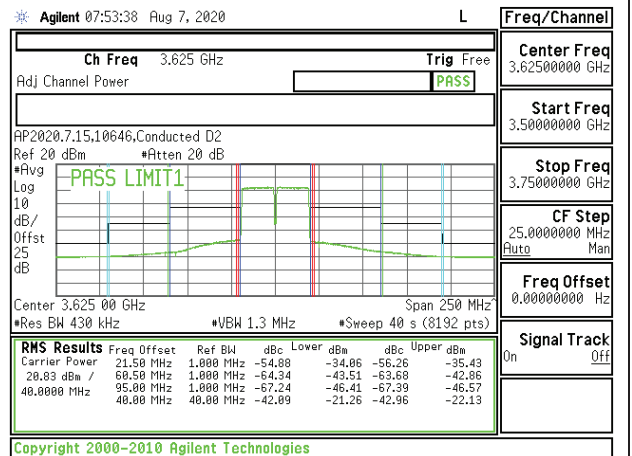 Agilent 07:53:38 Aug 7, 2020
L
Freq/Channel
Ch Freq 3.625 GHz
Trig Free
Adj Channel Power
PASS
Center Freq
3.62500000 GHz
Start Freq
3.50000000 GHz
Stop Freq
3.75000000 GHz
CF Step
25.0000000 MHz
Auto Man
Freq Offset
0.00000000 Hz
Signal Track
On Off
AP2020.7.15,10646,Conducted D2
Ref 20 dBm #Atten 20 dB
#Avg
Log
10
dB/
Offst
25
dB
PASS LIMIT1
Center 3.625 00 GHz Span 250 MHz^
#Res BW 430 kHz #VBW 1.3 MHz #Sweep 40 s (8192 pts)
RMS Results Freq Offset Ref BW dBc Lower dBm dBc Upper dBm
Carrier Power 21.50 MHz 1.000 MHz -54.88 -34.06 -56.26 -35.43
20.83 dBm / 60.50 MHz 1.000 MHz -64.34 -43.51 -63.68 -42.86
40.0000 MHz 95.00 MHz 1.000 MHz -67.24 -46.41 -67.39 -46.57
40.00 MHz 40.00 MHz -42.09 -21.26 -42.96 -22.13
Copyright 2000-2010 Agilent Technologies